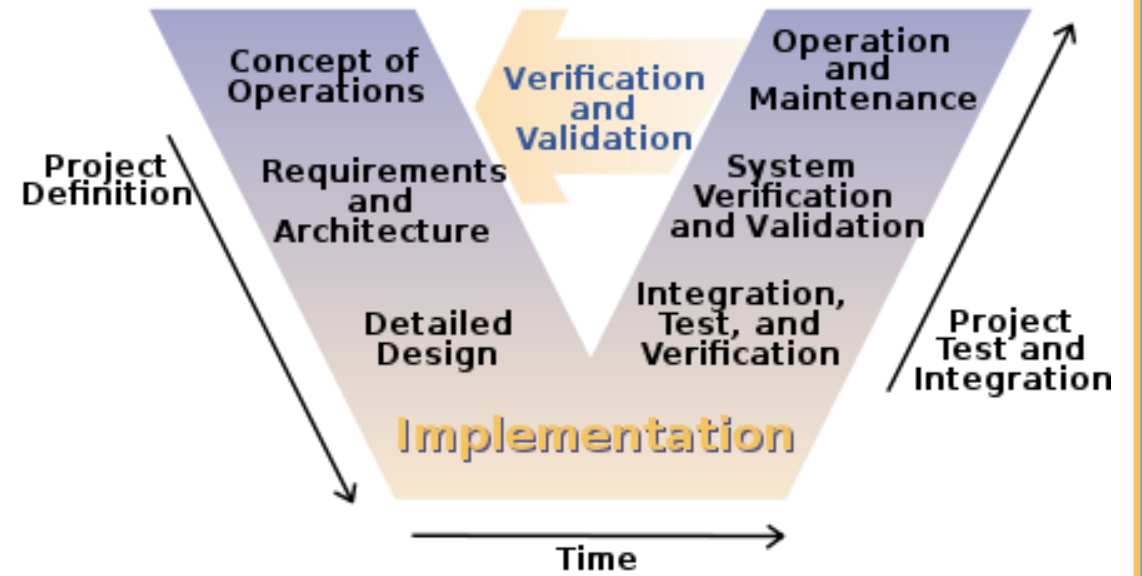 Concept of
Operations
Verification
and
Validation
Operation
and
Maintenance
Project
Definition
Requirements
and
Architecture
System
Verification
and Validation
Detailed
Design
Integration,
Test, and
Verification
Project
Test and
Integration
Implementation
Time